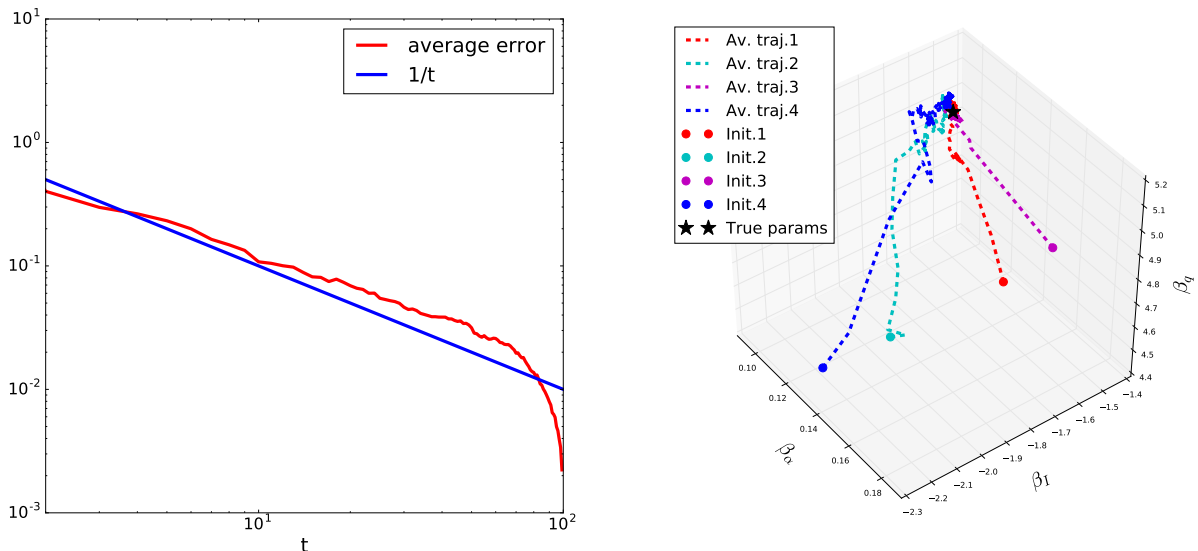 10^1
10^0
10^-1
10^-2
10^-3
10^1
10^2
t
average error
1/t
Av. traj.1
Av. traj.2
Av. traj.3
Av. traj.4
Init.1
Init.2
Init.3
Init.4
True params
5.2
5.1
5.0
4.9
4.8
4.7
4.6
4.5
4.4
β_q
0.10
0.12
0.14
0.16
0.18
β_α
−2.3
−2.2
−2.1
−2.0
−1.9
−1.8
−1.7
−1.6
−1.5
−1.4
β_I